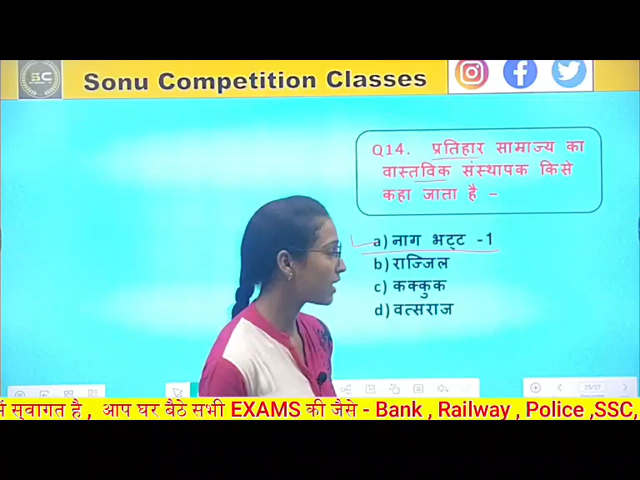 SC
Sonu Competition Classes
Q14. प्रतिहार सामाज्य का
वास्तविक संस्थापक किसे
कहा जाता है –
a) नाग भट्ट -1
b) राज्जिल
c) कक्कुक
d) वत्सराज
में स्वागत है , आप घर बैठे सभी EXAMS की जैसे - Bank , Railway , Police ,SSC,